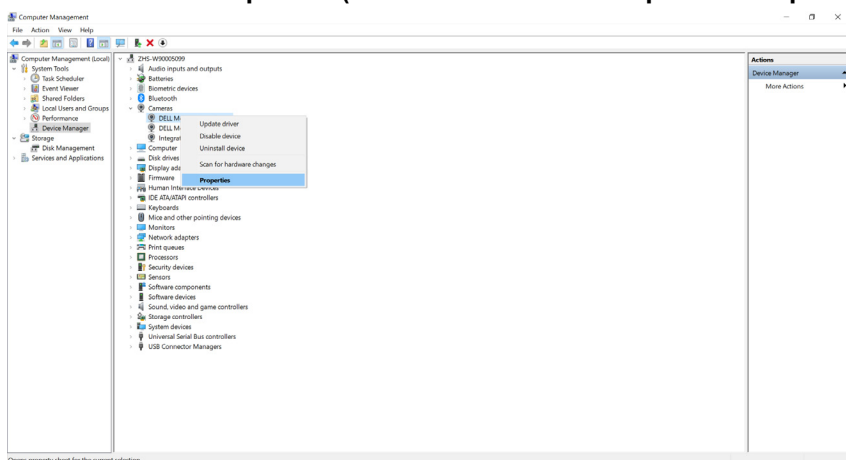 Computer Management
File Action View Help
Computer Management (Local)
System Tools
Task Scheduler
Event Viewer
Shared Folders
Local Users and Groups
Performance
Device Manager
Storage
Disk Management
Services and Applications
ZHS-W90005099
Audio inputs and outputs
Batteries
Biometric devices
Bluetooth
Cameras
DELL M
DELL M
Integrat
Computer
Disk drives
Display ada
Firmware
Human Interface Devices
IDE ATA/ATAPI controllers
Keyboards
Mice and other pointing devices
Monitors
Network adapters
Print queues
Processors
Security devices
Sensors
Software components
Software devices
Sound, video and game controllers
Storage controllers
System devices
Universal Serial Bus controllers
USB Connector Managers
Update driver
Disable device
Uninstall device
Scan for hardware changes
Properties
Actions
Device Manager
More Actions